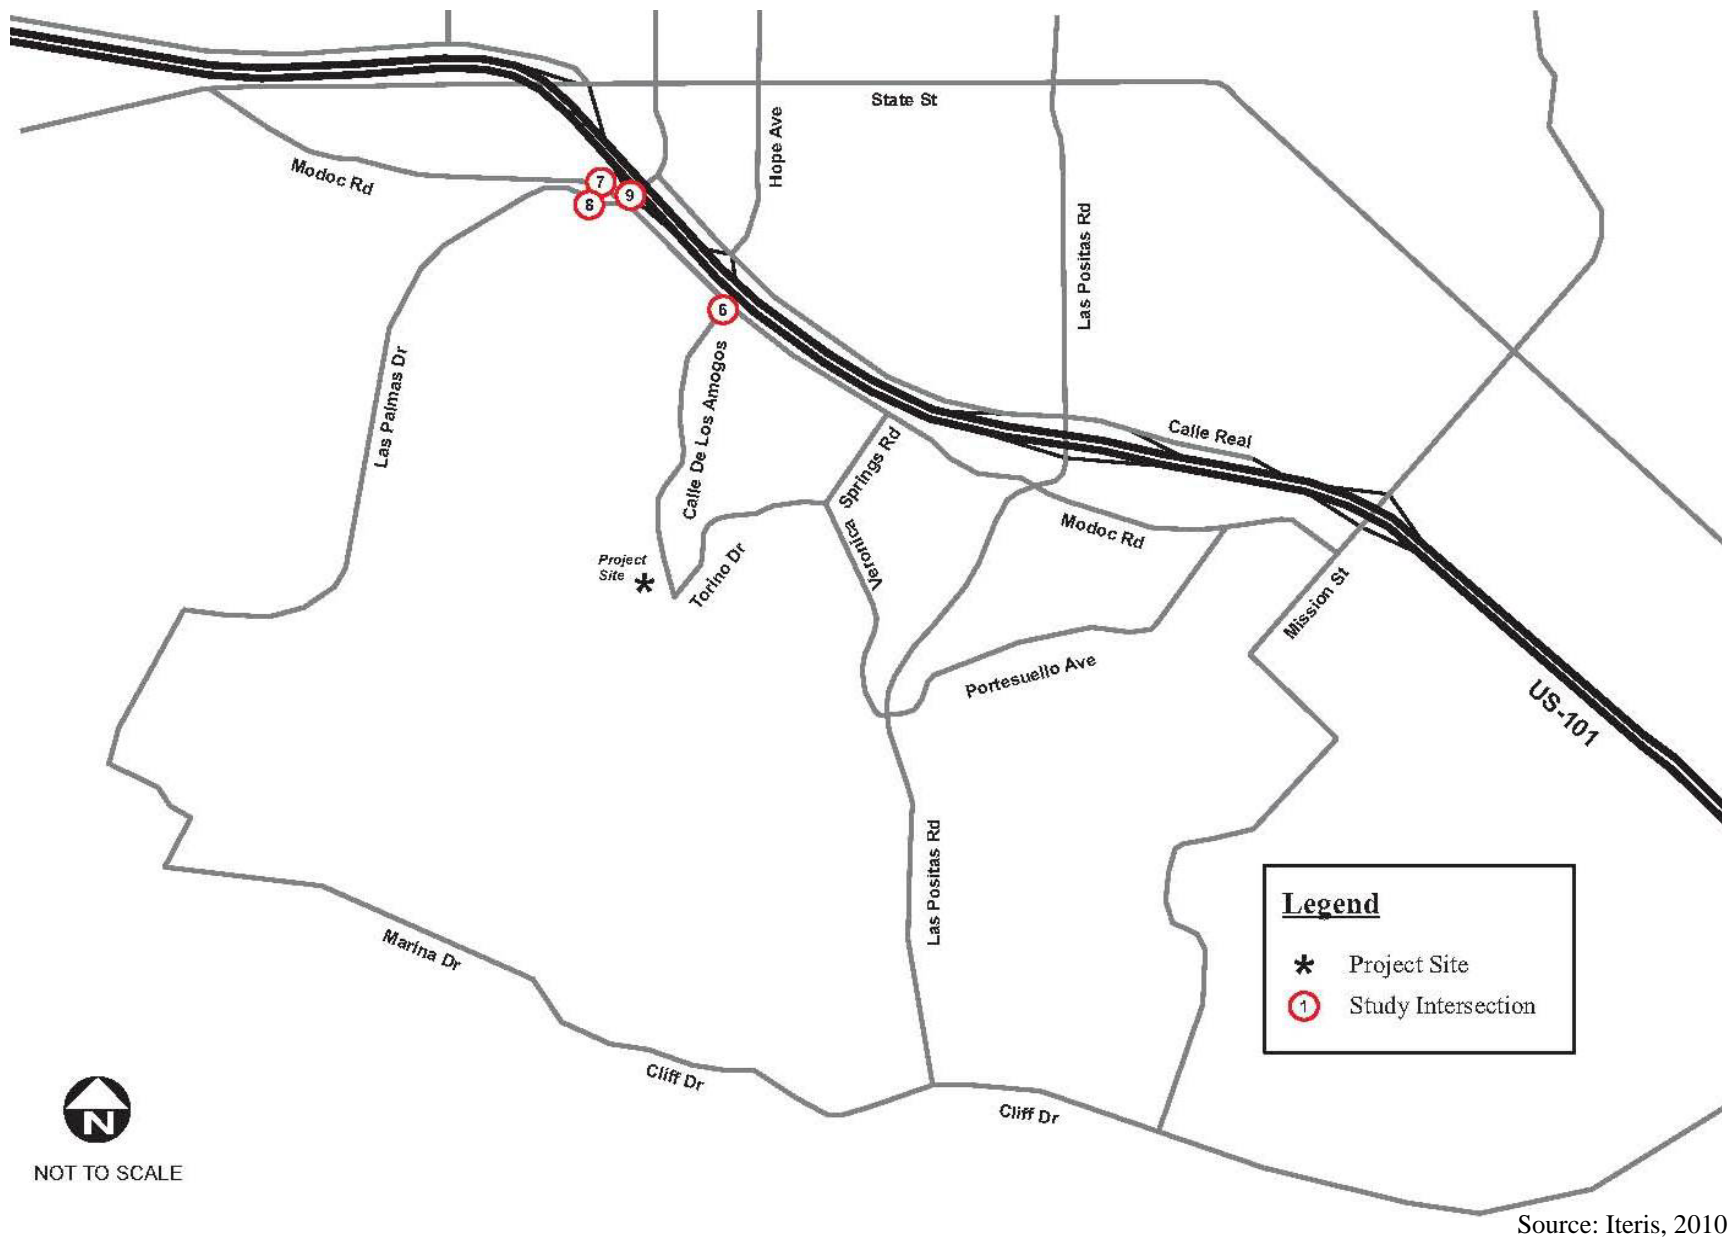 State St
Hope Ave
Modoc Rd
7
9
8
Las Positas Rd
6
Las Palmas Dr
Calle De Los Amogos
Calle Real
Springs Rd
Veronica
Modoc Rd
Project
Site
*
Torino Dr
Mission St
Portesuello Ave
US-101
Las Positas Rd
Legend
* Project Site
1 Study Intersection
Marina Dr
Cliff Dr
Cliff Dr
N
NOT TO SCALE
Source: Iteris, 2010